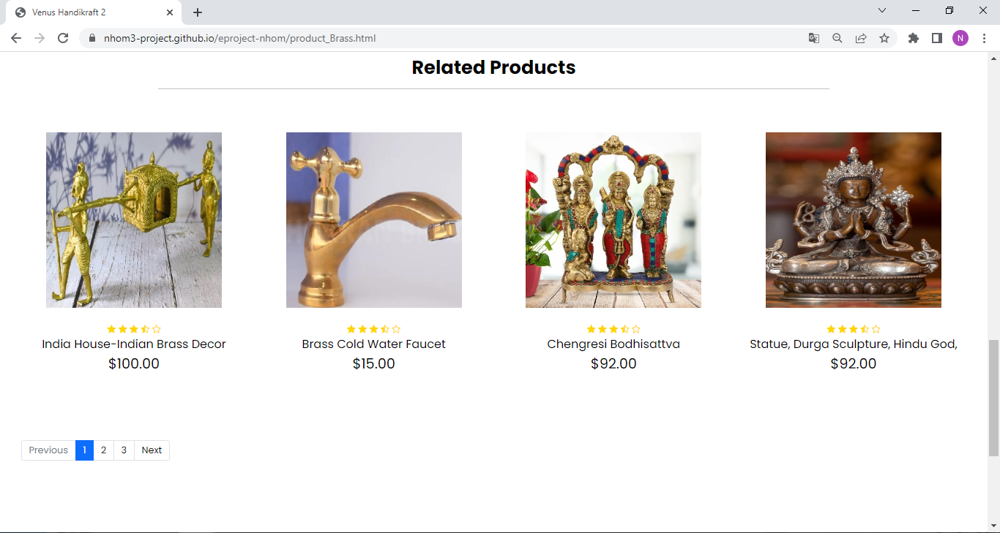 Venus Handikraft 2
nhom3-project.github.io/eproject-nhom/product_Brass.html
N
Related Products
India House-Indian Brass Decor
$100.00
Brass Cold Water Faucet
$15.00
Chengresi Bodhisattva
$92.00
Statue, Durga Sculpture, Hindu God,
$92.00
Previous 1 2 3 Next